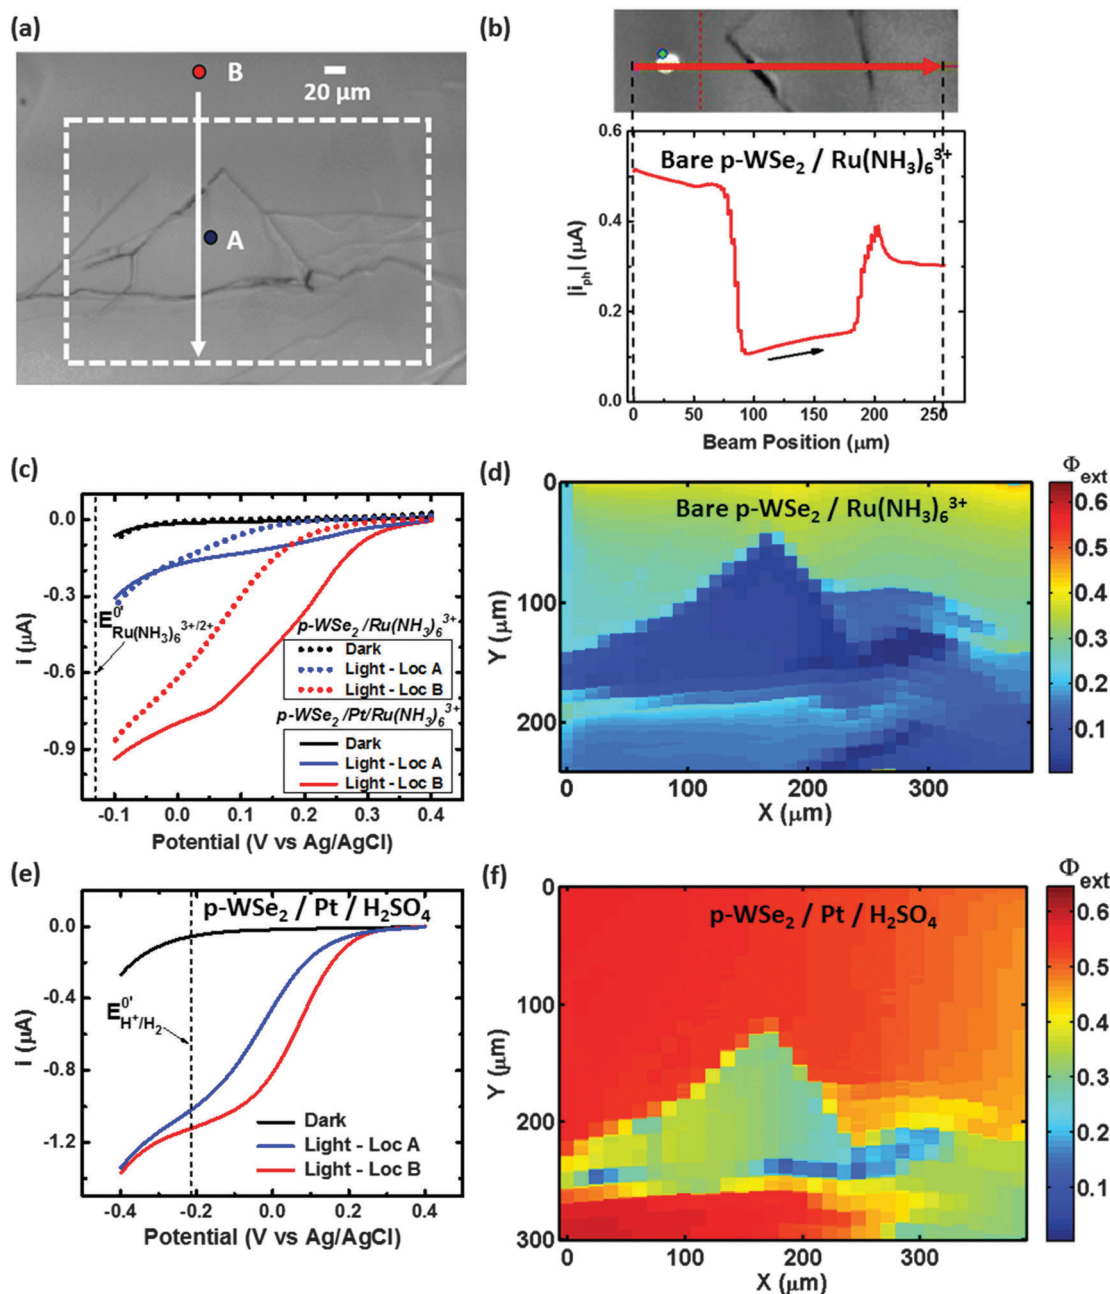 (a)
B
20 μm
A
(b)
Bare p-WSe₂ / Ru(NH₃)₆³⁺
0.6
0.4
0.2
0.0
|i_ph| (μA)
0 50 100 150 200 250
Beam Position (μm)
(c)
0.0
-0.3
-0.6
-0.9
i (μA)
E⁰'Ru(NH₃)₆³⁺/²⁺
p-WSe₂ /Ru(NH₃)₆³⁺
Dark
Light - Loc A
Light - Loc B
p-WSe₂ /Pt/Ru(NH₃)₆³⁺
Dark
Light - Loc A
Light - Loc B
-0.1 0.0 0.1 0.2 0.3 0.4
Potential (V vs Ag/AgCl)
(d)
Bare p-WSe₂ / Ru(NH₃)₆³⁺
0
100
200
Y (μm)
0 100 200 300
X (μm)
Φext
0.6
0.5
0.4
0.3
0.2
0.1
(e)
p-WSe₂ / Pt / H₂SO₄
0.0
-0.4
-0.8
-1.2
i (μA)
E⁰'H⁺/H₂
Dark
Light - Loc A
Light - Loc B
-0.4 -0.2 0.0 0.2 0.4
Potential (V vs Ag/AgCl)
(f)
p-WSe₂ / Pt / H₂SO₄
0
100
200
300
Y (μm)
0 100 200 300
X (μm)
Φext
0.6
0.5
0.4
0.3
0.2
0.1